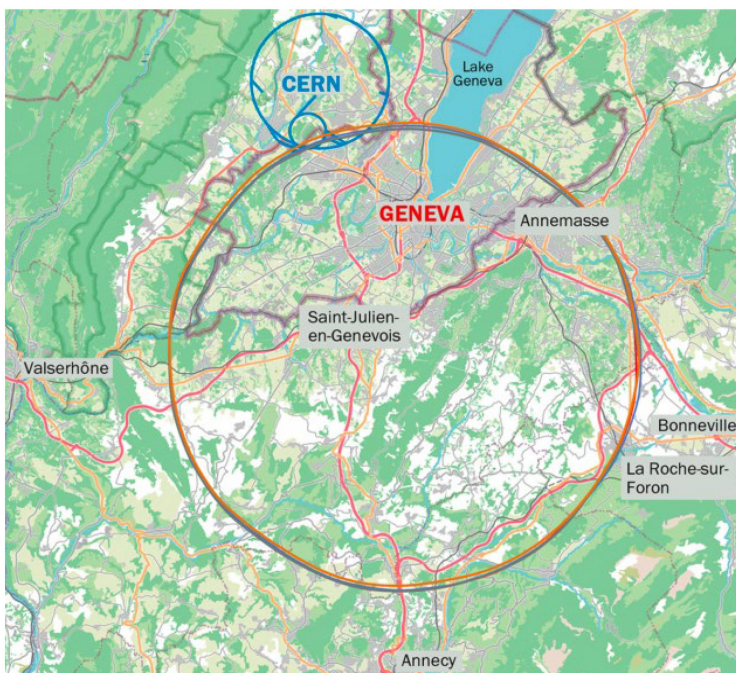 Lake
Geneva
CERN
GENEVA
Annemasse
Saint-Julien-
en-Genevois
Valserhône
Bonneville
La Roche-sur-
Foron
Annecy